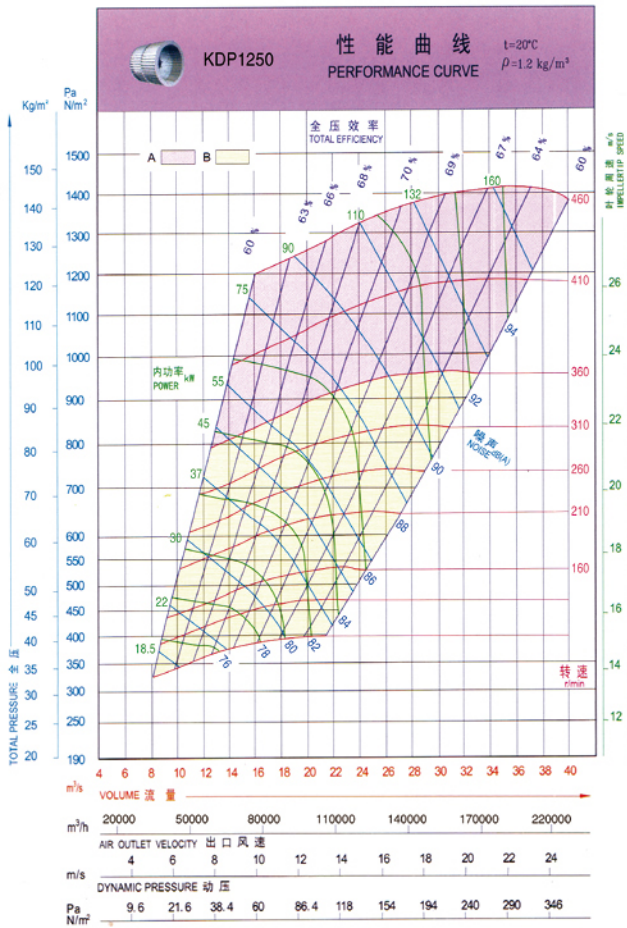 KDP1250
性 能 曲 线
PERFORMANCE CURVE
t=20°C
ρ=1.2 kg/m³
Kg/m²
Pa
N/m²
全 压 效 率
TOTAL EFFICIENCY
A
B
60 %
63 %
66 %
68 %
70 %
69 %
67 %
64 %
60 %
叶 轮 周 速 m/s
IMPELLERTIP SPEED
150
140
130
120
110
100
90
80
70
60
50
45
40
35
30
25
20
TOTAL PRESSURE 全 压
1500
1400
1300
1200
1100
1000
900
800
700
600
550
500
450
400
350
300
250
190
内功率 kW
POWER
18.5
22
30
37
45
55
75
90
110
132
160
噪 声
NOISE dB(A)
76
78
80
82
84
86
88
90
92
94
460
410
360
310
260
210
160
转 速
r/min
26
24
22
20
18
16
14
12
m³/s
4 6 8 10 12 14 16 18 20 22 24 26 28 30 32 34 36 38 40
VOLUME 流 量
m³/h
20000 50000 80000 110000 140000 170000 220000
AIR OUTLET VELOCITY 出 口 风 速
m/s
4 6 8 10 12 14 16 18 20 22 24
DYNAMIC PRESSURE 动 压
Pa
N/m²
9.6 21.6 38.4 60 86.4 118 154 194 240 290 346